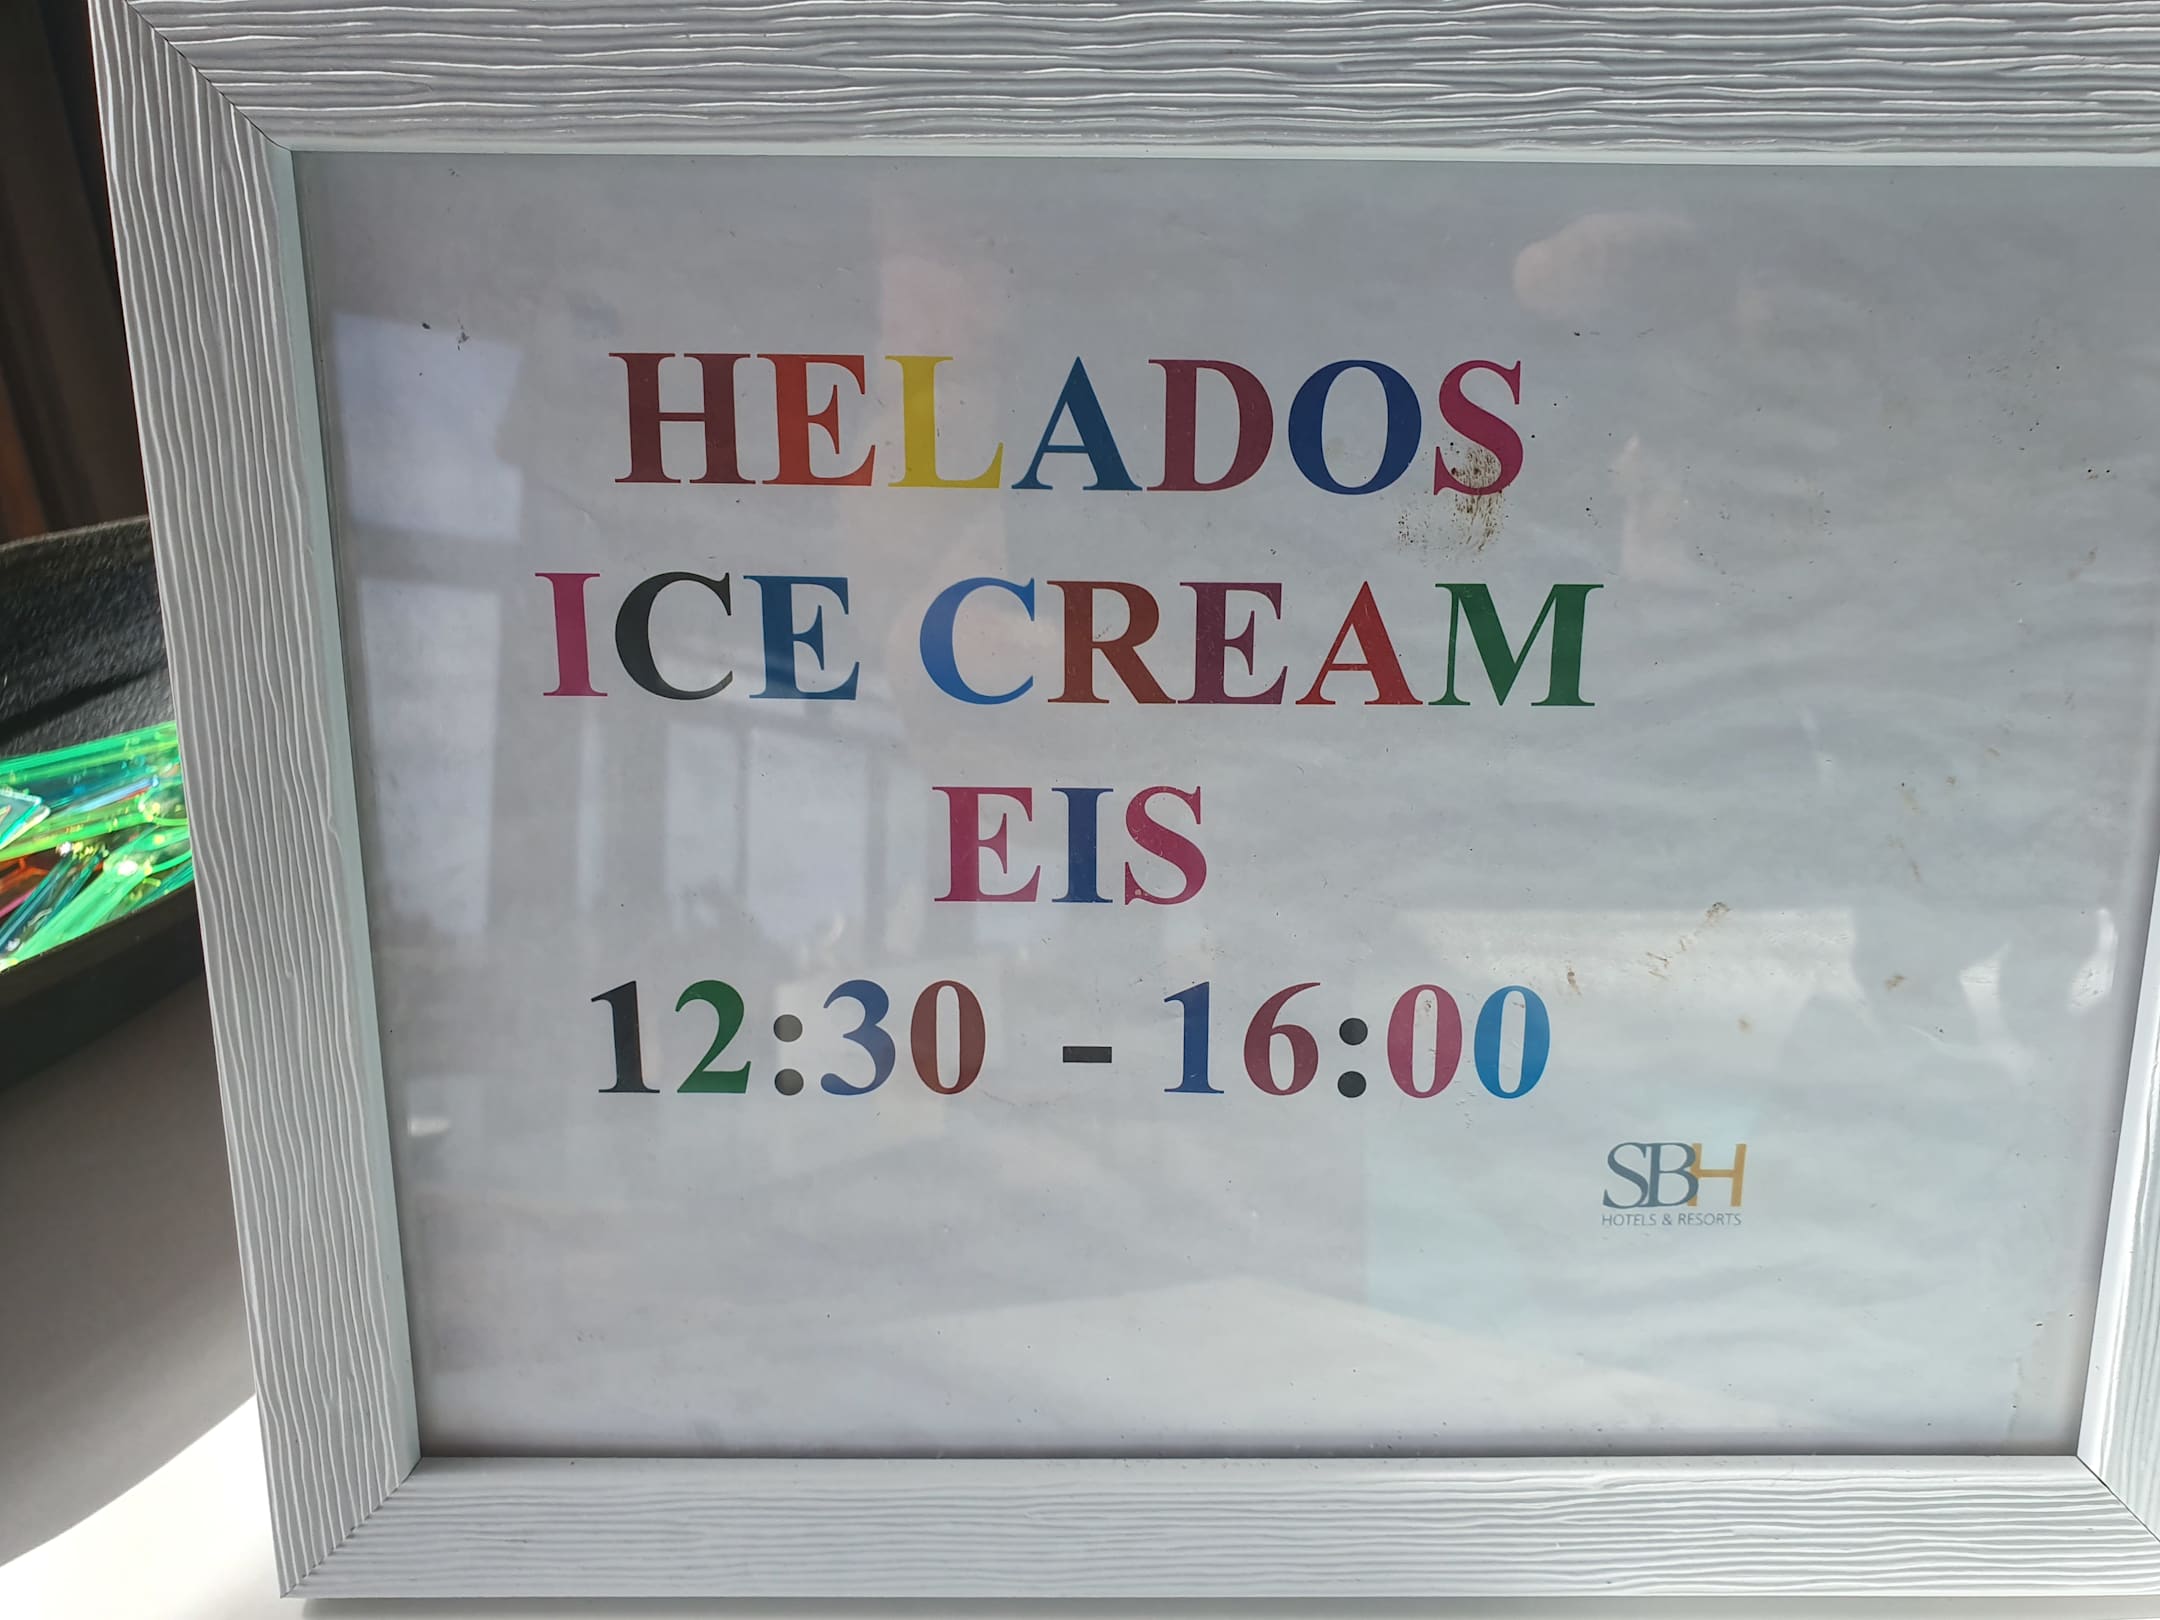 HELADOS
ICE CREAM
EIS
12:30 - 16:00
SBH
HOTELS & RESORTS